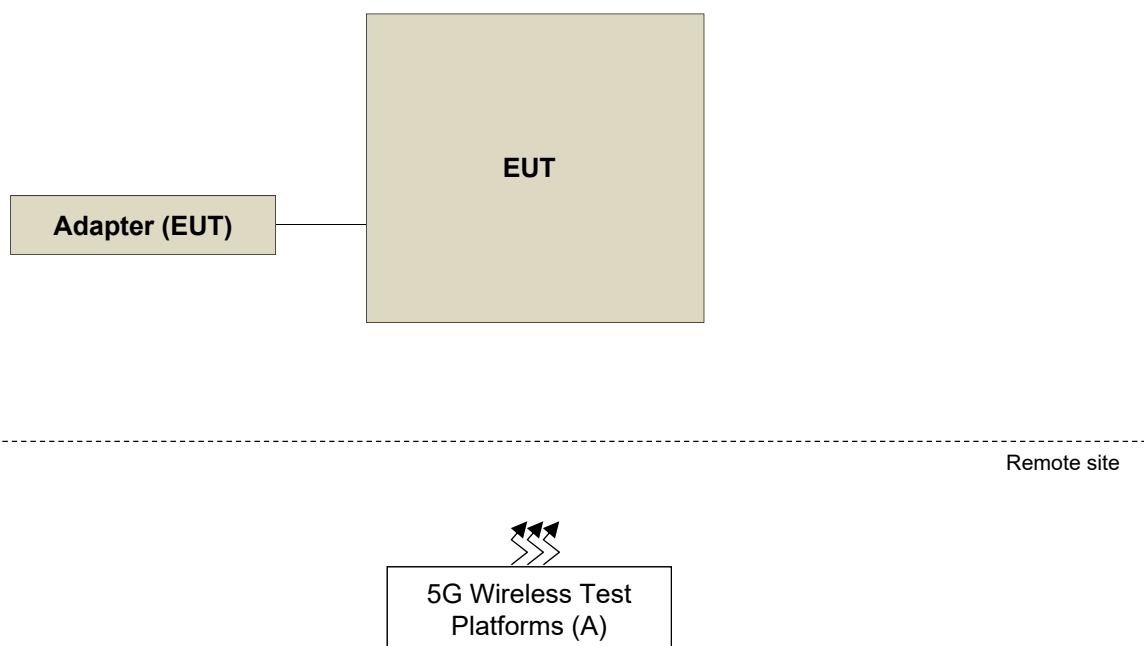 EUT
Adapter (EUT)
Remote site
5G Wireless Test
Platforms (A)